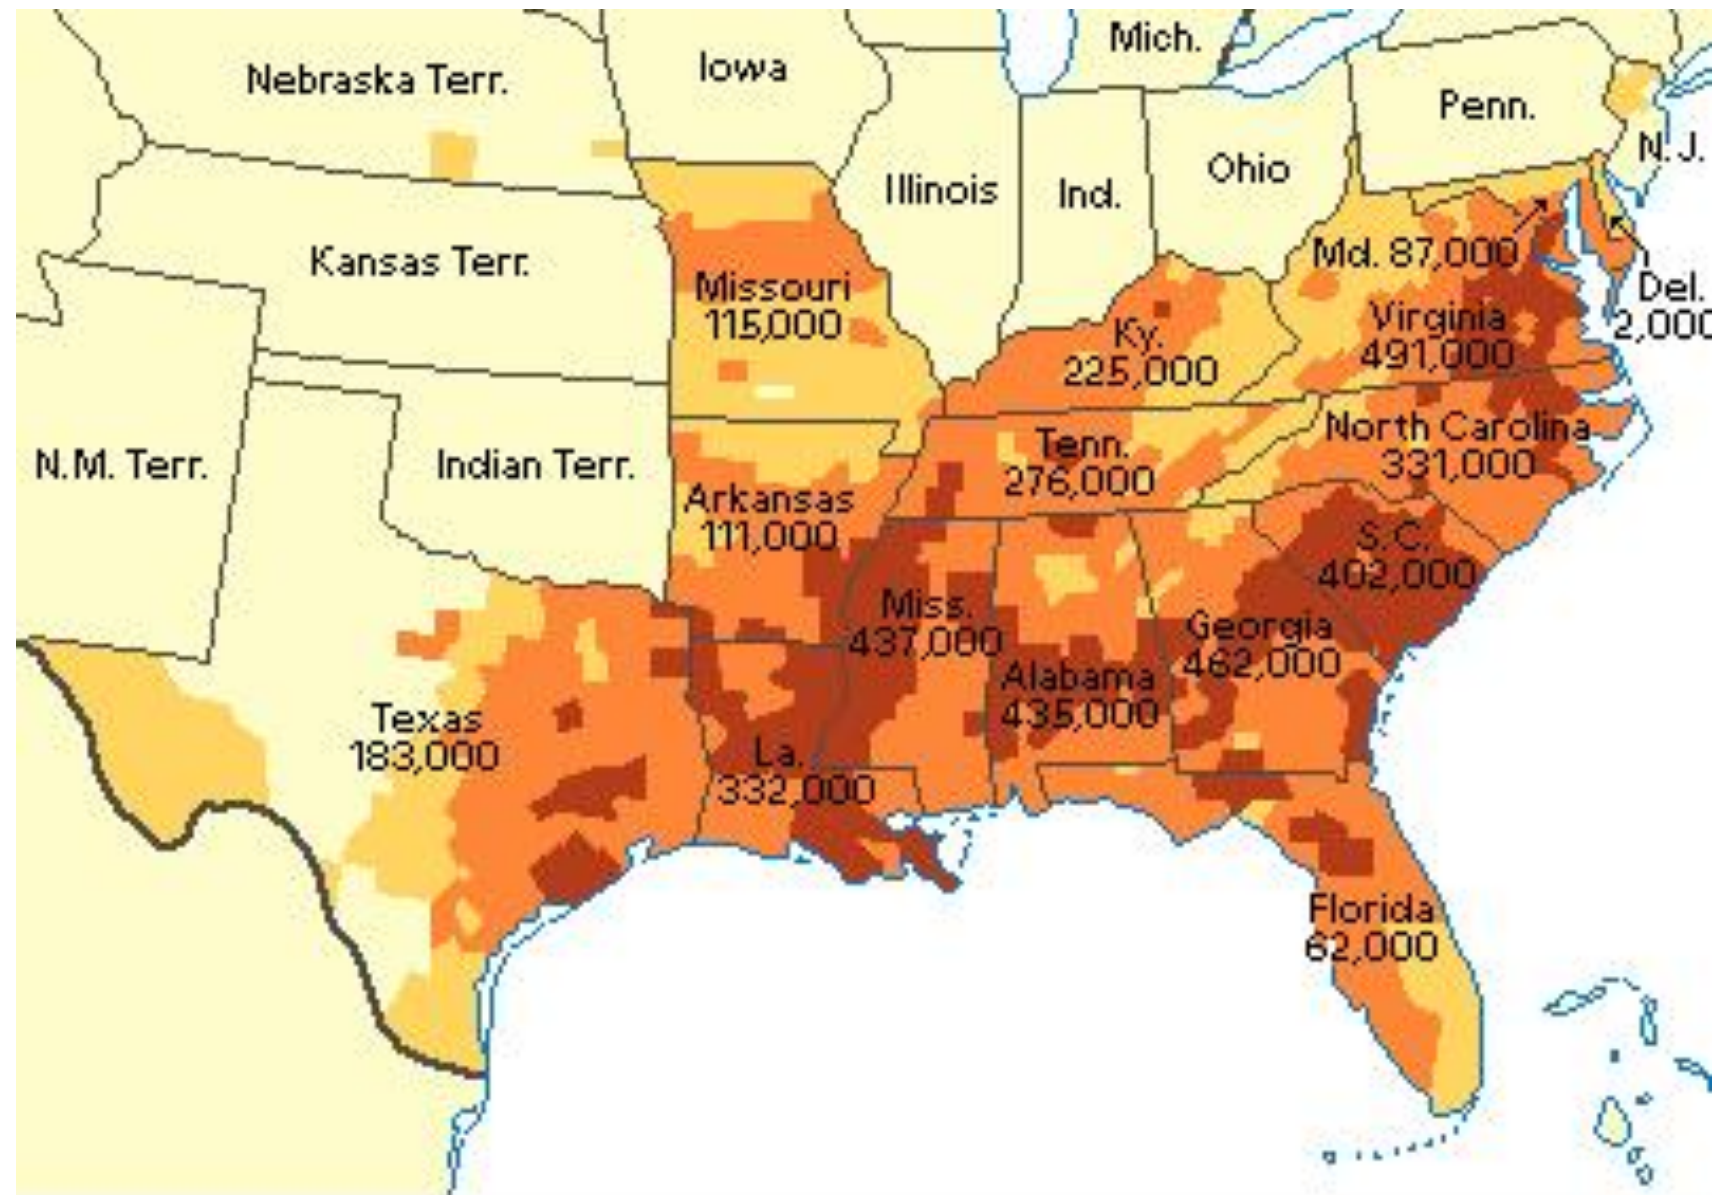 Mich.
Iowa
Nebraska Terr.
Penn.
N.J.
Ohio
Illinois
Ind.
Kansas Terr.
Md. 87,000
Del.
2,000
Missouri
115,000
Virginia
491,000
Ky.
225,000
N.M. Terr.
Indian Terr.
Tenn.
276,000
North Carolina
331,000
Arkansas
111,000
S.C.
402,000
Miss.
437,000
Georgia
462,000
Alabama
435,000
Texas
183,000
La.
332,000
Florida
62,000